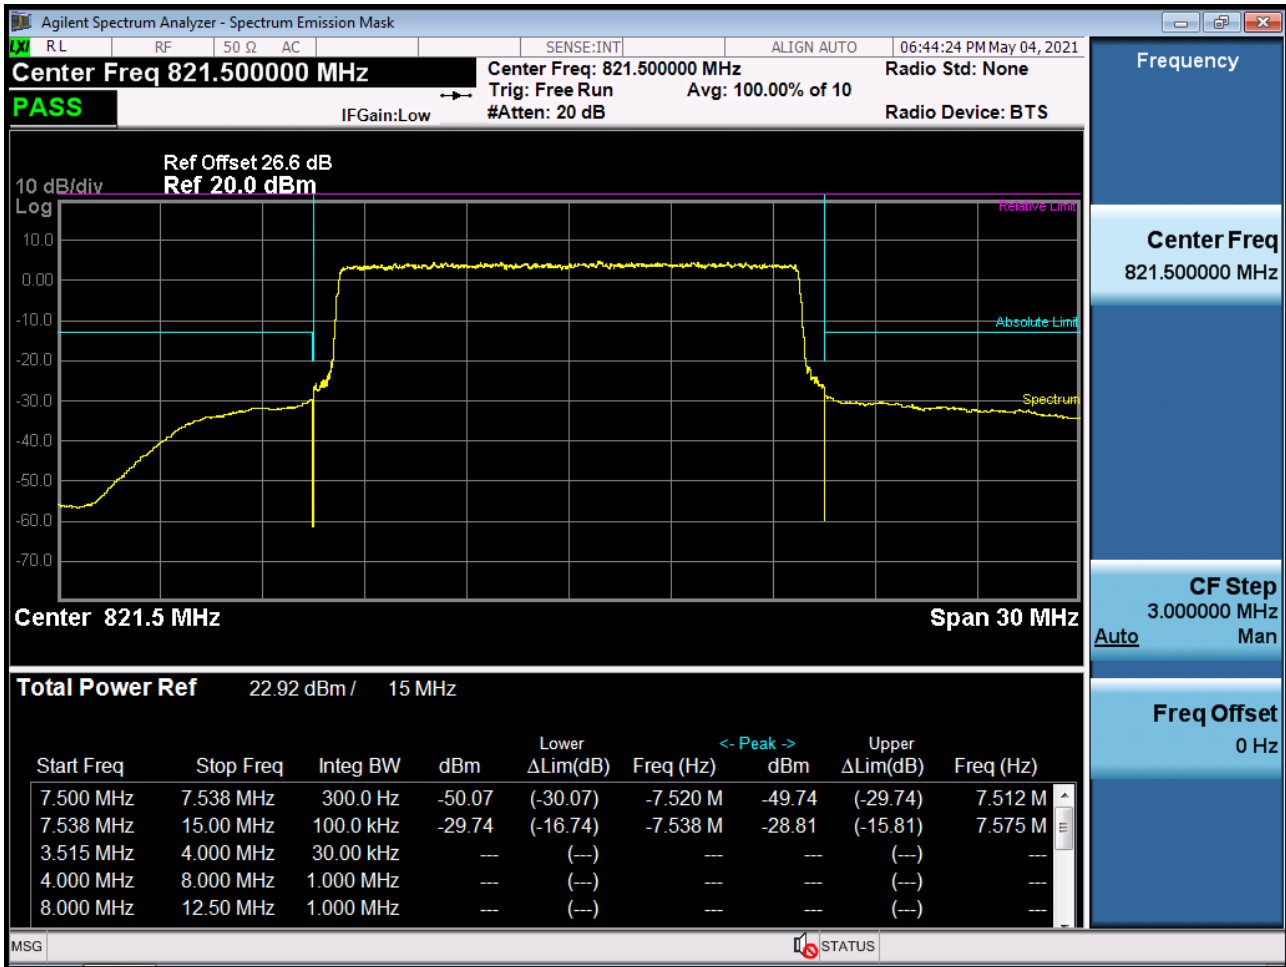 Agilent Spectrum Analyzer - Spectrum Emission Mask
LXI RL RF 50 Ω AC SENSE:INT ALIGN AUTO 06:44:24 PM May 04, 2021
Center Freq 821.500000 MHz
Center Freq: 821.500000 MHz Radio Std: None
Trig: Free Run Avg: 100.00% of 10
PASS
IFGain:Low #Atten: 20 dB Radio Device: BTS
Ref Offset 26.6 dB
10 dB/div Ref 20.0 dBm
Log
Relative Limit
10.0
0.00
-10.0
Absolute Limit
-20.0
-30.0
Spectrum
-40.0
-50.0
-60.0
-70.0
Center 821.5 MHz Span 30 MHz
Total Power Ref 22.92 dBm / 15 MHz
Lower <- Peak -> Upper
Start Freq Stop Freq Integ BW dBm ΔLim(dB) Freq (Hz) dBm ΔLim(dB) Freq (Hz)
7.500 MHz 7.538 MHz 300.0 Hz -50.07 (-30.07) -7.520 M -49.74 (-29.74) 7.512 M
7.538 MHz 15.00 MHz 100.0 kHz -29.74 (-16.74) -7.538 M -28.81 (-15.81) 7.575 M
3.515 MHz 4.000 MHz 30.00 kHz --- (---) --- --- (---) ---
4.000 MHz 8.000 MHz 1.000 MHz --- (---) --- --- (---) ---
8.000 MHz 12.50 MHz 1.000 MHz --- (---) --- --- (---) ---
MSG STATUS
Frequency
Center Freq
821.500000 MHz
CF Step
3.000000 MHz
Auto Man
Freq Offset
0 Hz